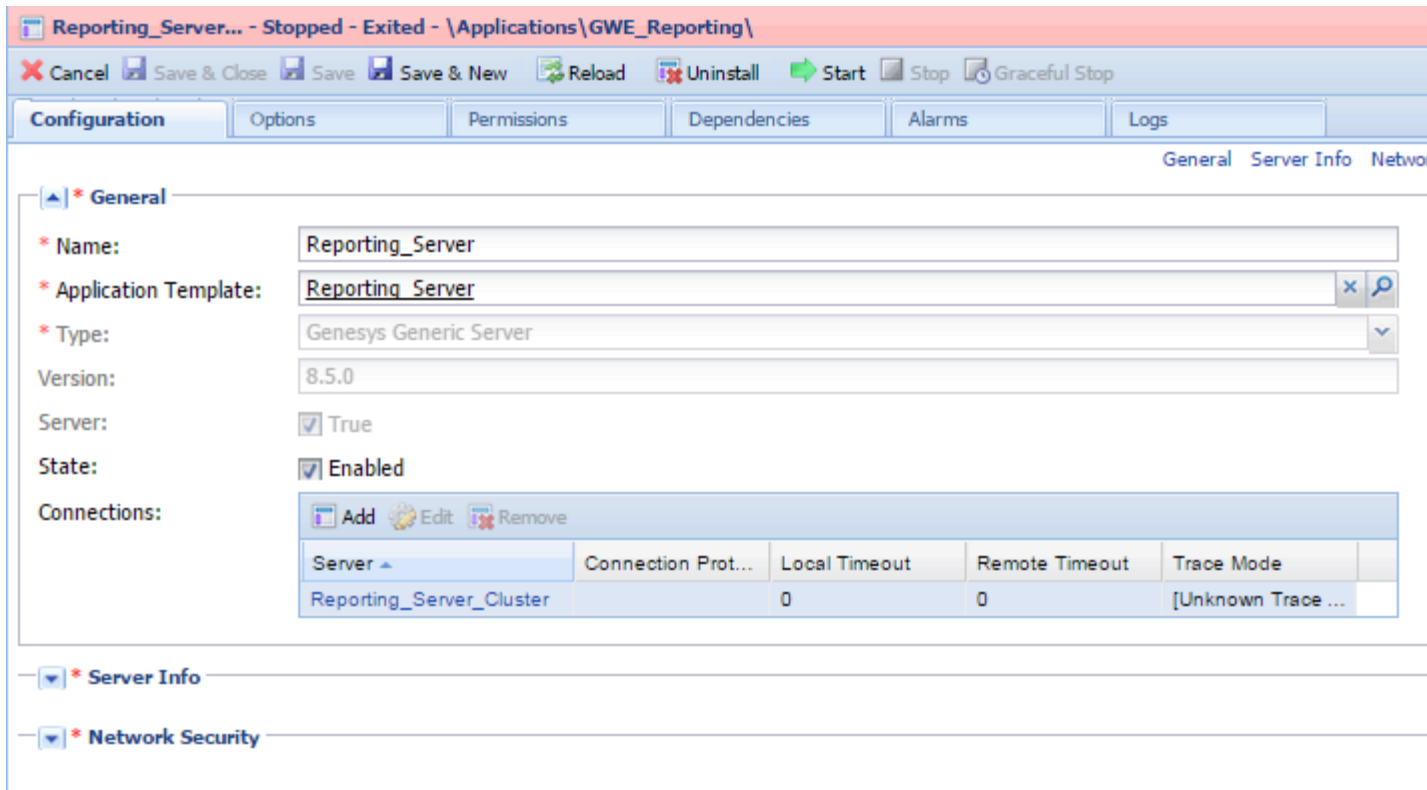 Reporting_Server... - Stopped - Exited - \Applications\GWE_Reporting\
Cancel Save & Close Save Save & New Reload Uninstall Start Stop Graceful Stop
Configuration Options Permissions Dependencies Alarms Logs
General Server Info Networ
* General
* Name: Reporting_Server
* Application Template: Reporting_Server
* Type: Genesys Generic Server
Version: 8.5.0
Server: True
State: Enabled
Connections: Add Edit Remove
Server Connection Prot... Local Timeout Remote Timeout Trace Mode
Reporting_Server_Cluster 0 0 [Unknown Trace ...
* Server Info
* Network Security